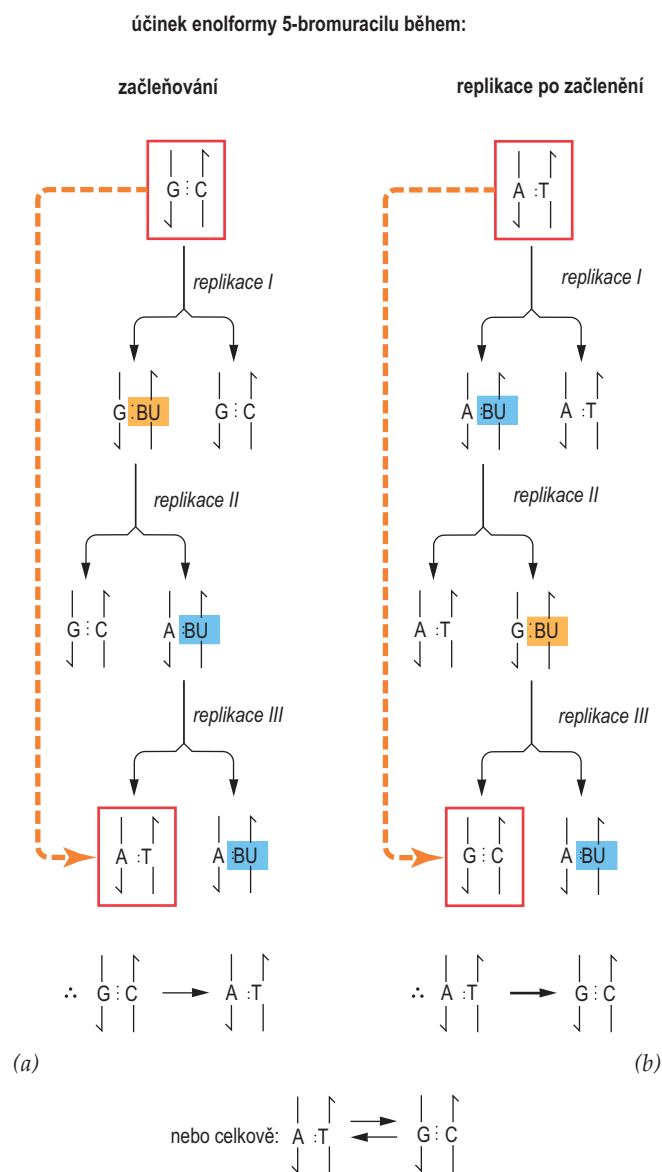 účinek enolformy 5-bromuracilu během:
začleňování
replikace po začlenění
G⋮C
A:T
replikace I
replikace I
G⋮BU
G⋮C
A:BU
A:T
replikace II
replikace II
G⋮C
A:BU
A:T
G⋮BU
replikace III
replikace III
A:T
A:BU
G⋮C
A:BU
∴ G⋮C → A:T
∴ A:T → G⋮C
(a)
(b)
nebo celkově: A:T ⇄ G⋮C